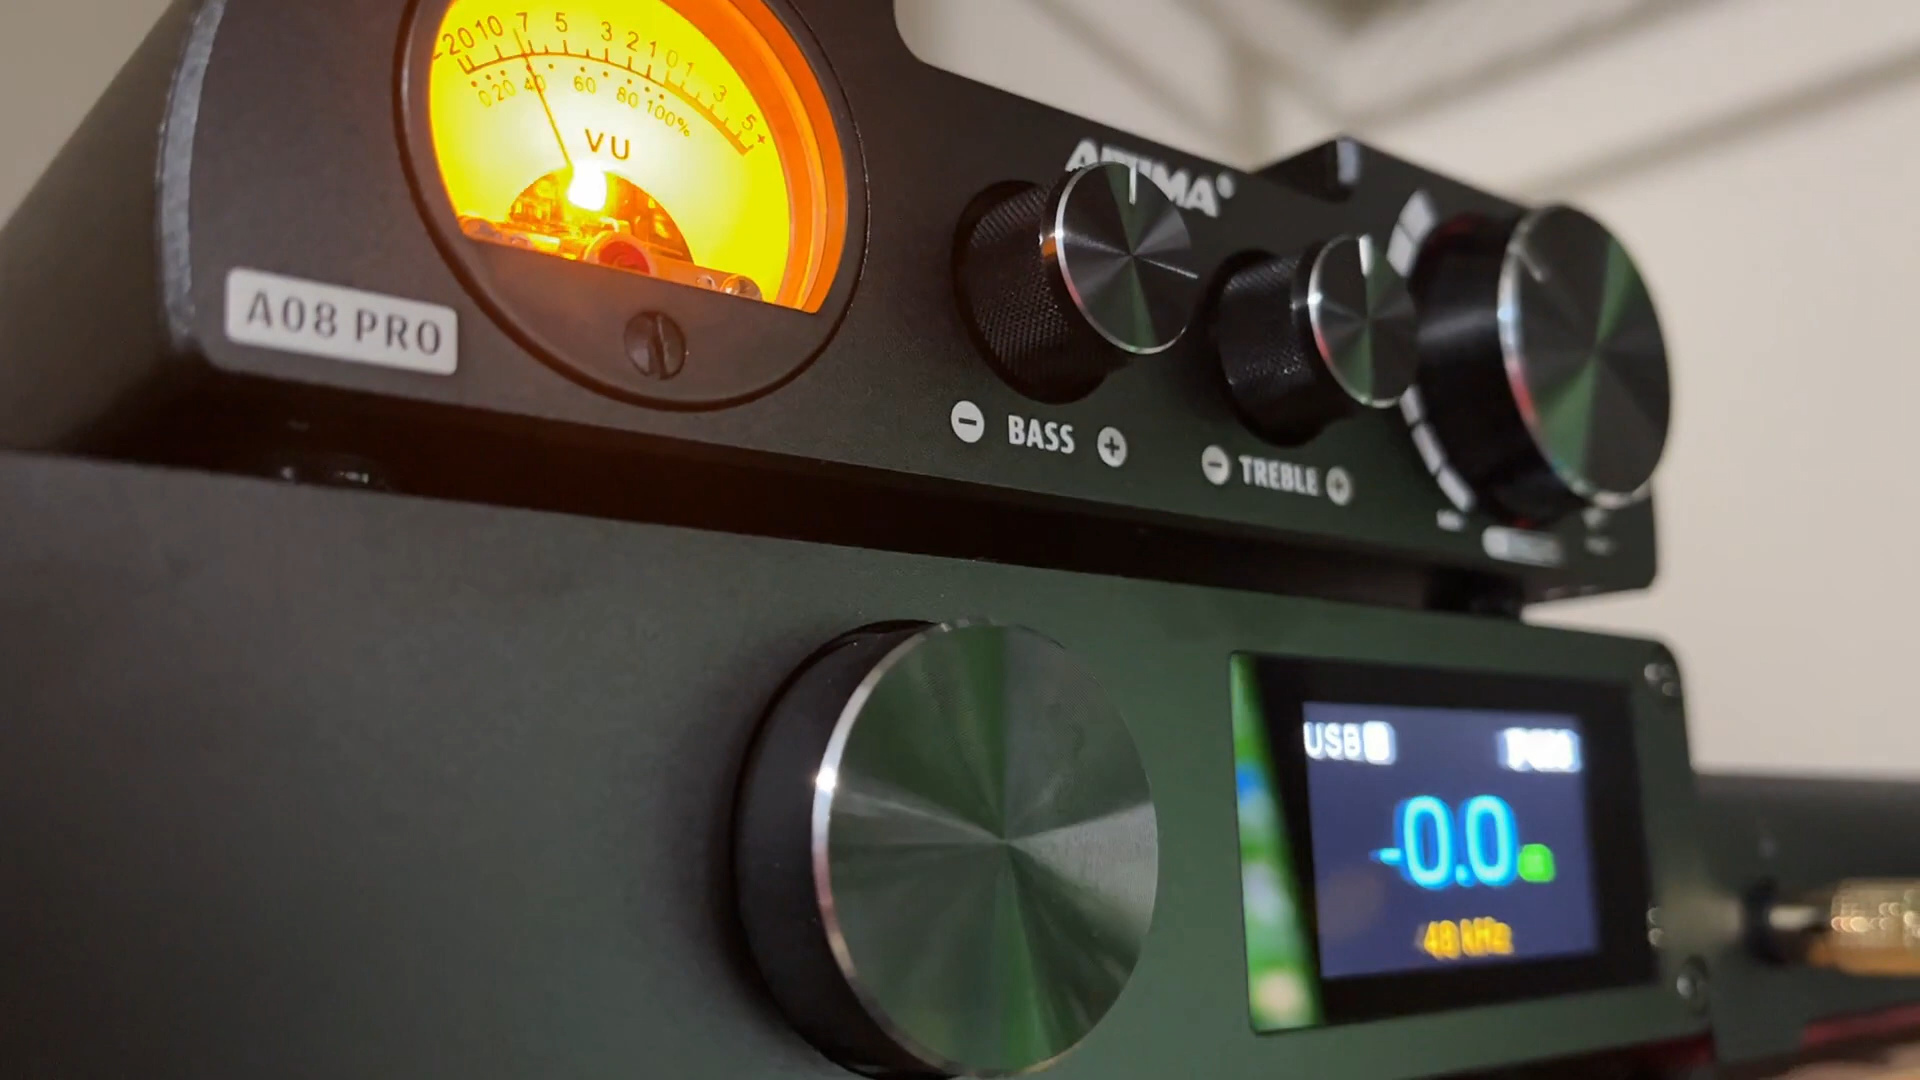 -20 10 7 5 3 2 1 0 1 3 5 +
0 20 40 60 80 100%
VU
A08 PRO
- BASS +
- TREBLE +
USB
-0.0
48 kHz